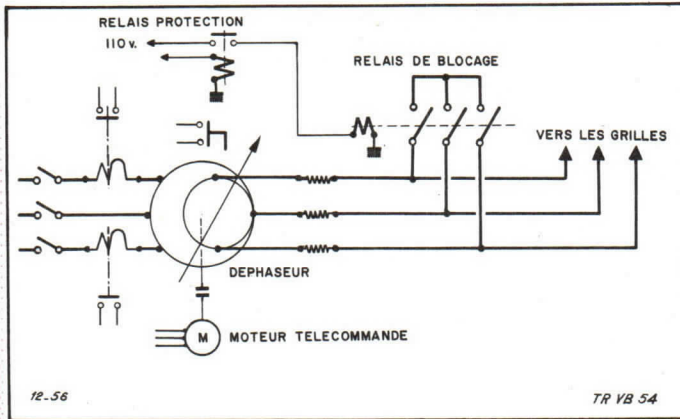 RELAIS PROTECTION
110 v.
RELAIS DE BLOCAGE
VERS LES GRILLES
DEPHASEUR
M
MOTEUR TELECOMMANDE
12-56
TR VB 54